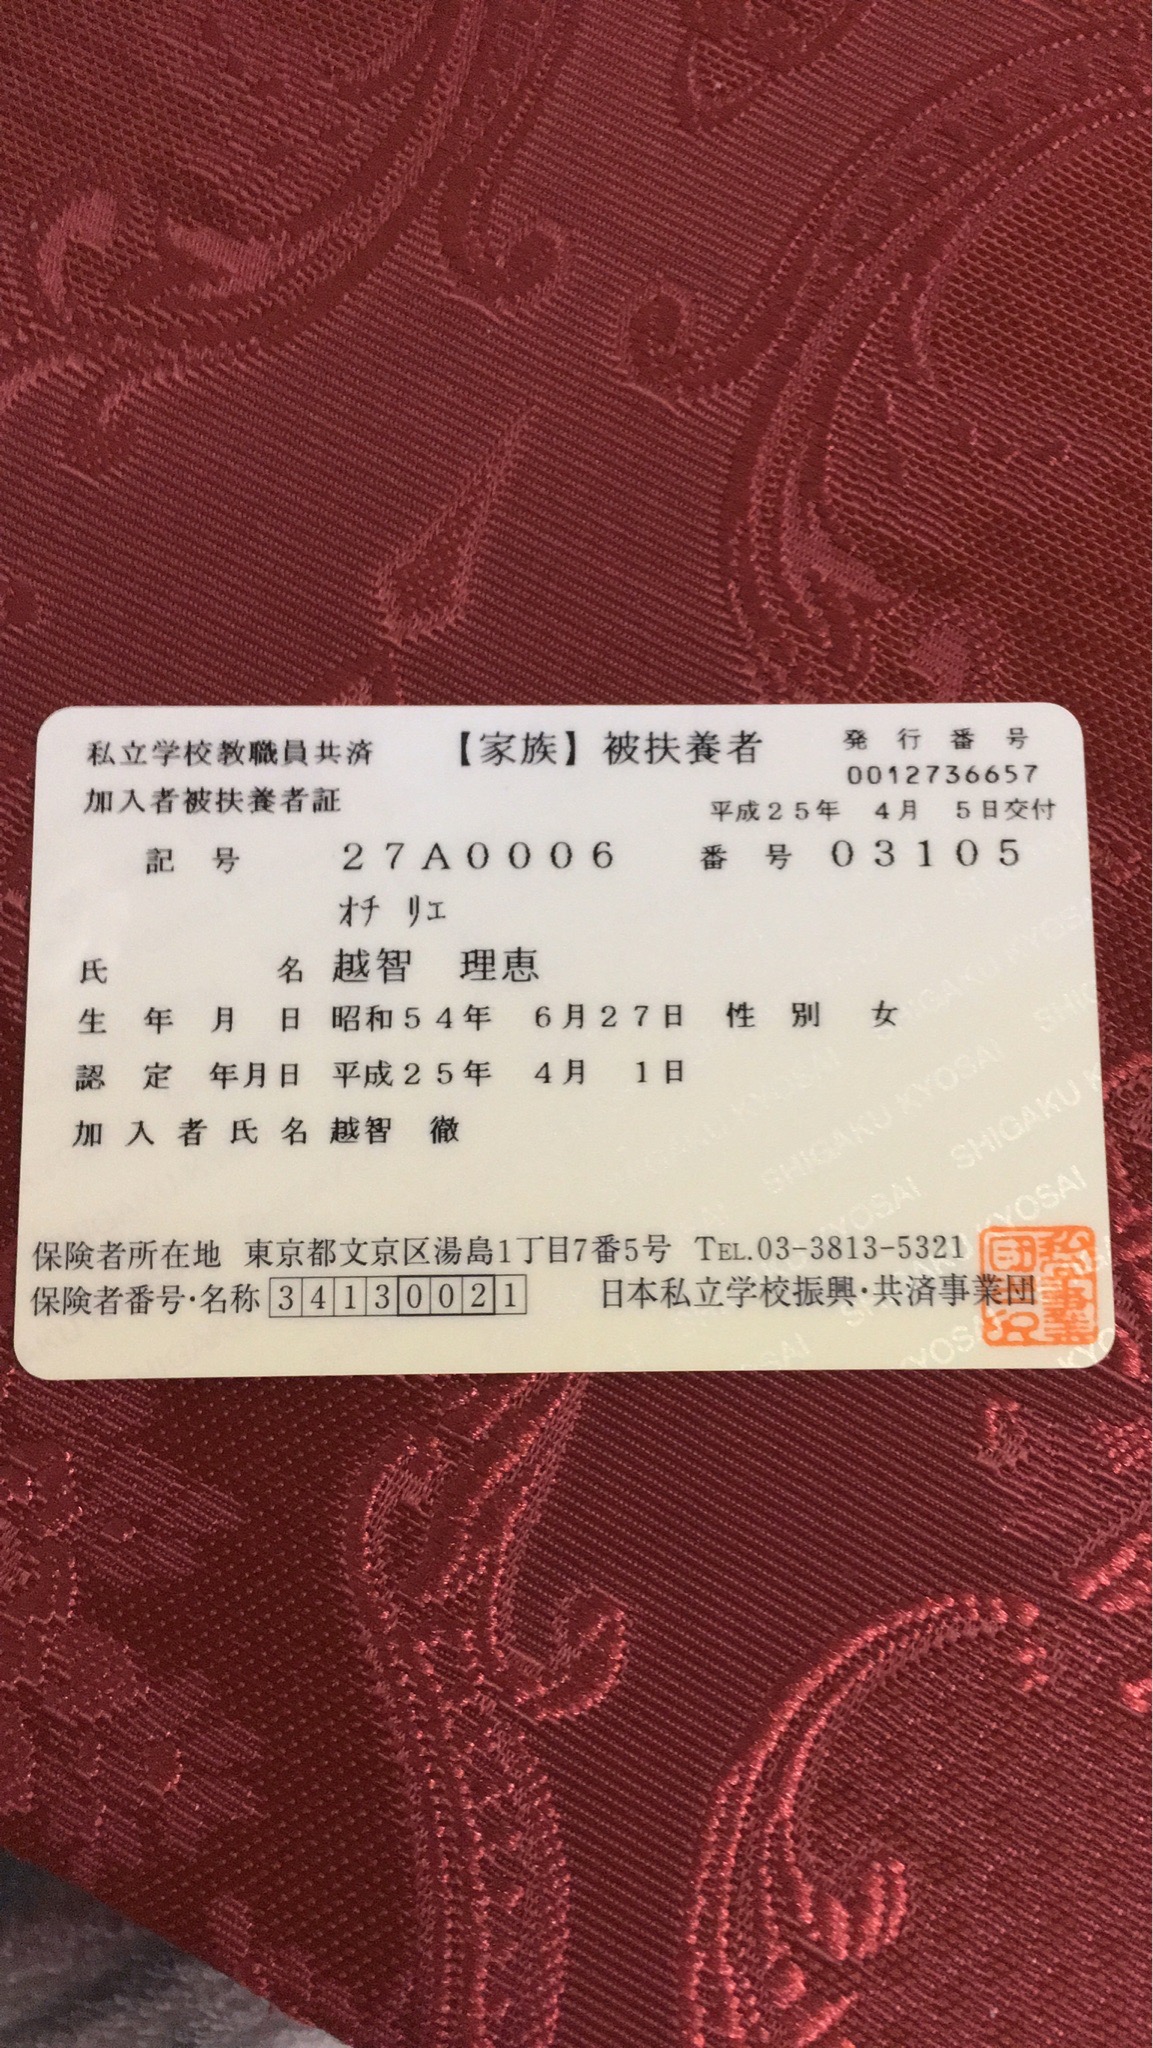 私立学校教職員共済 【家族】被扶養者 発行番号
0012736657
加入者被扶養者証 平成25年 4月 5日交付
記号 27A0006 番号 03105
オチ リエ
氏名 越智 理恵
生年月日 昭和54年 6月27日 性別 女
認定年月日 平成25年 4月 1日
加入者氏名 越智 徹
保険者所在地 東京都文京区湯島1丁目7番5号 TEL.03-3813-5321
保険者番号・名称 34130021 日本私立学校振興・共済事業団
SHIGAKU KYOSAI